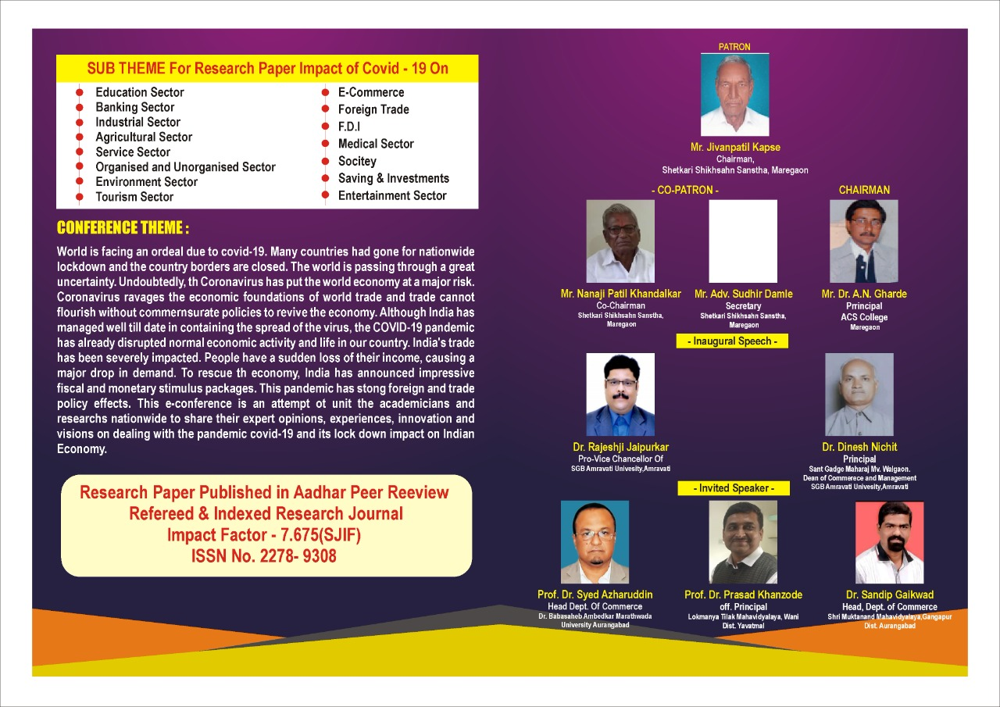 SUB THEME For Research Paper Impact of Covid - 19 On
Education Sector
Banking Sector
Industrial Sector
Agricultural Sector
Service Sector
Organised and Unorganised Sector
Environment Sector
Tourism Sector
E-Commerce
Foreign Trade
F.D.I
Medical Sector
Socitey
Saving & Investments
Entertainment Sector
CONFERENCE THEME :
World is facing an ordeal due to covid-19. Many countries had gone for nationwide
lockdown and the country borders are closed. The world is passing through a great
uncertainty. Undoubtedly, th Coronavirus has put the world economy at a major risk.
Coronavirus ravages the economic foundations of world trade and trade cannot
flourish without commernsurate policies to revive the economy. Although India has
managed well till date in containing the spread of the virus, the COVID-19 pandemic
has already disrupted normal economic activity and life in our country. India's trade
has been severely impacted. People have a sudden loss of their income, causing a
major drop in demand. To rescue th economy, India has announced impressive
fiscal and monetary stimulus packages. This pandemic has stong foreign and trade
policy effects. This e-conference is an attempt ot unit the academicians and
researchs nationwide to share their expert opinions, experiences, innovation and
visions on dealing with the pandemic covid-19 and its lock down impact on Indian
Economy.
Research Paper Published in Aadhar Peer Reeview
Refereed & Indexed Research Journal
Impact Factor - 7.675(SJIF)
ISSN No. 2278- 9308
PATRON
Mr. Jivanpatil Kapse
Chairman,
Shetkari Shikhsahn Sanstha, Maregaon
- CO-PATRON -
Mr. Nanaji Patil Khandalkar
Co-Chairman
Shetkari Shikhsahn Sanstha,
Maregaon
Mr. Adv. Sudhir Damle
Secretary
Shetkari Shikhsahn Sanstha,
Maregaon
CHAIRMAN
Mr. Dr. A.N. Gharde
Prrincipal
ACS College
Maregaon
- Inaugural Speech -
Dr. Rajeshji Jaipurkar
Pro-Vice Chancellor Of
SGB Amravati Univesity,Amravati
Dr. Dinesh Nichit
Principal
Sant Gadge Maharaj Mv. Walgaon.
Dean of Commerece and Management
SGB Amravati Univesity,Amravati
- Invited Speaker -
Prof. Dr. Syed Azharuddin
Head Dept. Of Commerce
Dr. Babasaheb Ambedkar Marathwada
University Aurangabad
Prof. Dr. Prasad Khanzode
off. Principal
Lokmanya Tilak Mahavidyalaya, Wani
Dist. Yavatmal
Dr. Sandip Gaikwad
Head, Dept. of Commerce
Shri Muktanand Mahavidyalaya,Gangapur
Dist. Aurangabad